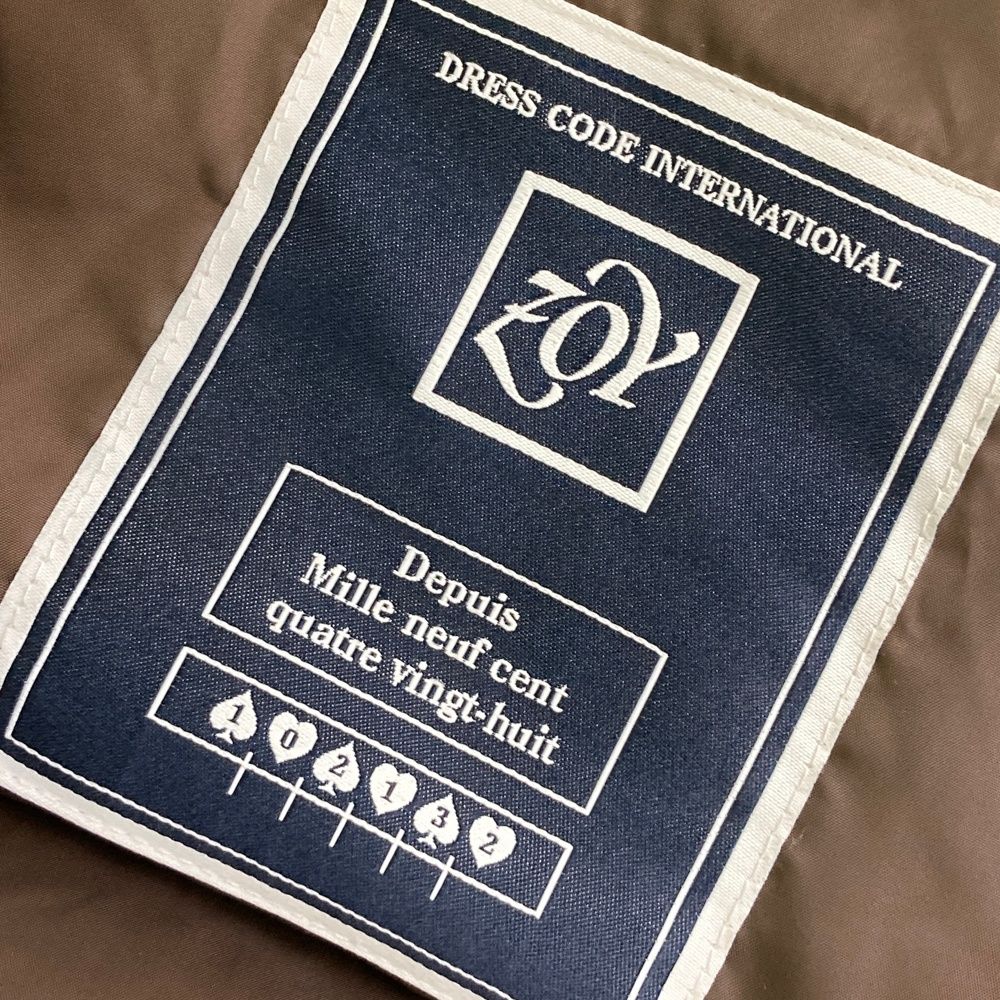 DRESS CODE INTERNATIONAL
ZOY
Depuis
Mille neuf cent
quatre vingt-huit
1 0 2 1 3 2